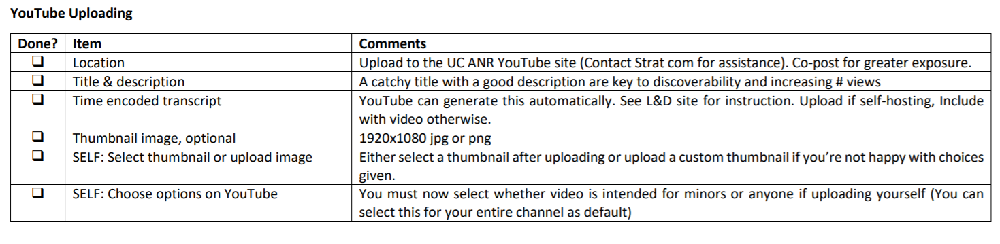 YouTube Uploading
Done? Item Comments
❑ Location Upload to the UC ANR YouTube site (Contact Strat com for assistance). Co-post for greater exposure.
❑ Title & description A catchy title with a good description are key to discoverability and increasing # views
❑ Time encoded transcript YouTube can generate this automatically. See L&D site for instruction. Upload if self-hosting, Include
with video otherwise.
❑ Thumbnail image, optional 1920x1080 jpg or png
❑ SELF: Select thumbnail or upload image Either select a thumbnail after uploading or upload a custom thumbnail if you’re not happy with choices
given.
❑ SELF: Choose options on YouTube You must now select whether video is intended for minors or anyone if uploading yourself (You can
select this for your entire channel as default)